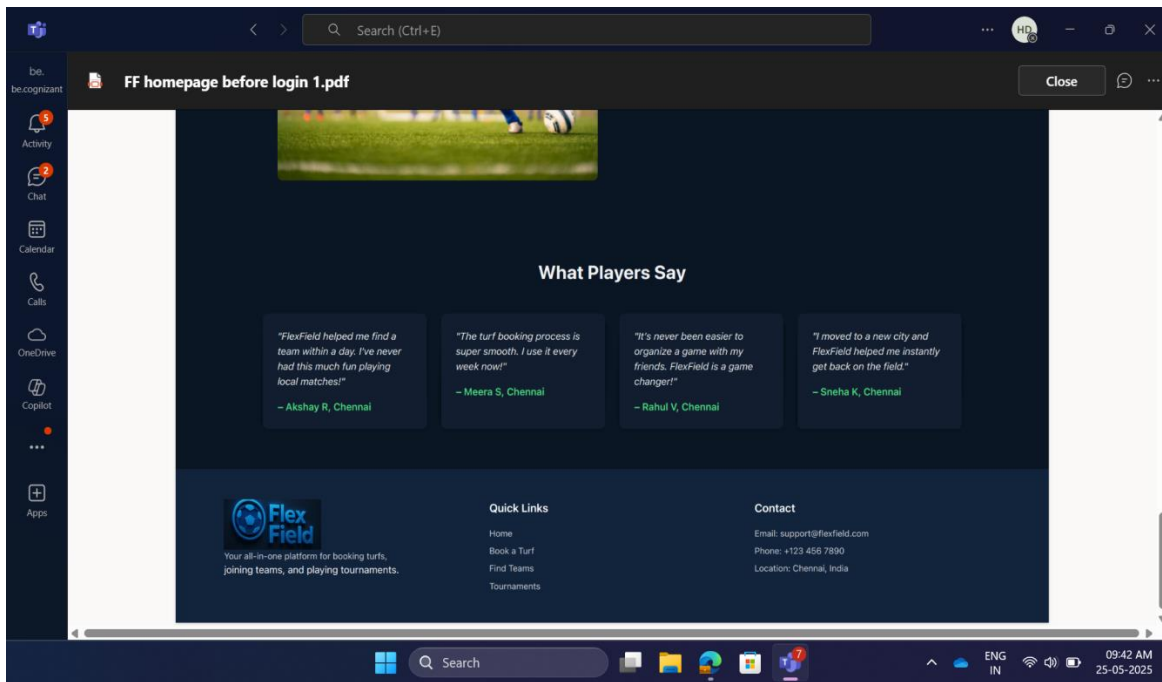 Search (Ctrl+E)
HD
be.
be.cognizant
FF homepage before login 1.pdf
Close
5
Activity
2
Chat
Calendar
Calls
OneDrive
Copilot
Apps
What Players Say
"FlexField helped me find a
team within a day. I've never
had this much fun playing
local matches!"
– Akshay R, Chennai
"The turf booking process is
super smooth. I use it every
week now!"
– Meera S, Chennai
"It's never been easier to
organize a game with my
friends. FlexField is a game
changer!"
– Rahul V, Chennai
"I moved to a new city and
FlexField helped me instantly
get back on the field."
– Sneha K, Chennai
Flex
Field
Your all-in-one platform for booking turfs,
joining teams, and playing tournaments.
Quick Links
Home
Book a Turf
Find Teams
Tournaments
Contact
Email: support@flexfield.com
Phone: +123 456 7890
Location: Chennai, India
Search
7
ENG
IN
09:42 AM
25-05-2025